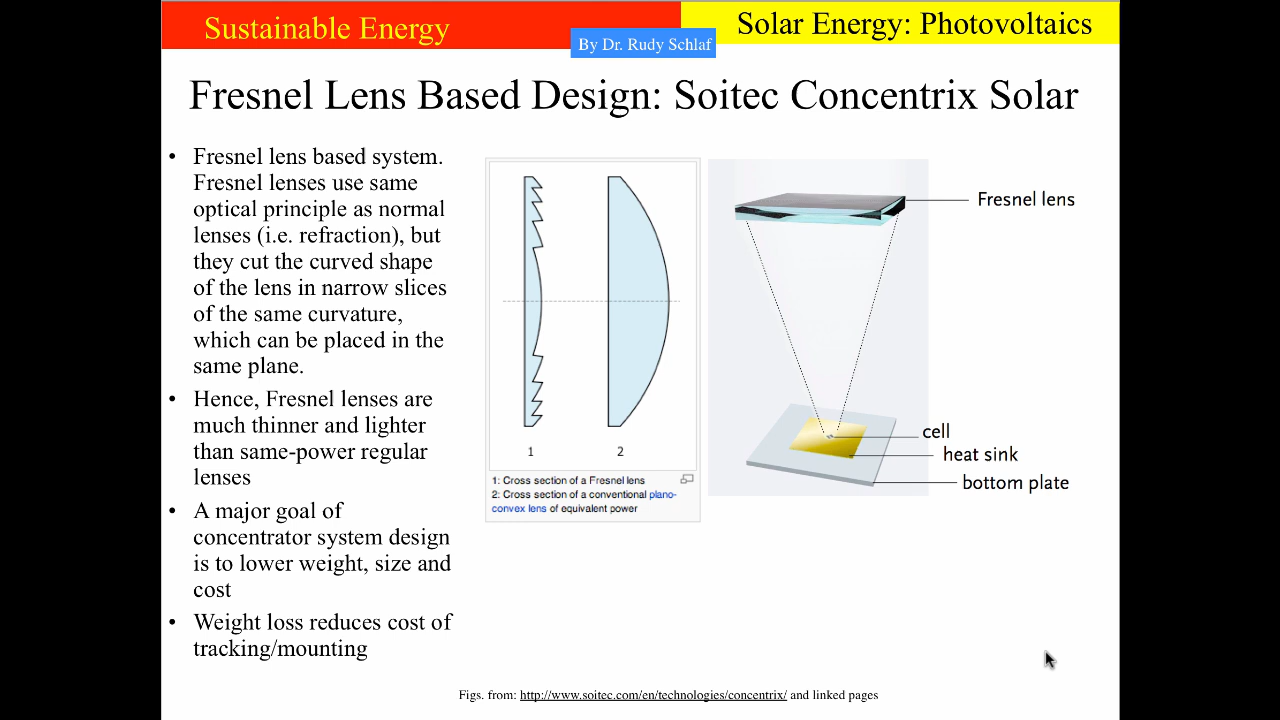 Sustainable Energy
Solar Energy: Photovoltaics
By Dr. Rudy Schlaf
Fresnel Lens Based Design: Soitec Concentrix Solar
• Fresnel lens based system.
Fresnel lenses use same
optical principle as normal
lenses (i.e. refraction), but
they cut the curved shape
of the lens in narrow slices
of the same curvature,
which can be placed in the
same plane.
• Hence, Fresnel lenses are
much thinner and lighter
than same-power regular
lenses
• A major goal of
concentrator system design
is to lower weight, size and
cost
• Weight loss reduces cost of
tracking/mounting
1 2
1: Cross section of a Fresnel lens
2: Cross section of a conventional plano-
convex lens of equivalent power
Fresnel lens
cell
heat sink
bottom plate
Figs. from: http://www.soitec.com/en/technologies/concentrix/ and linked pages